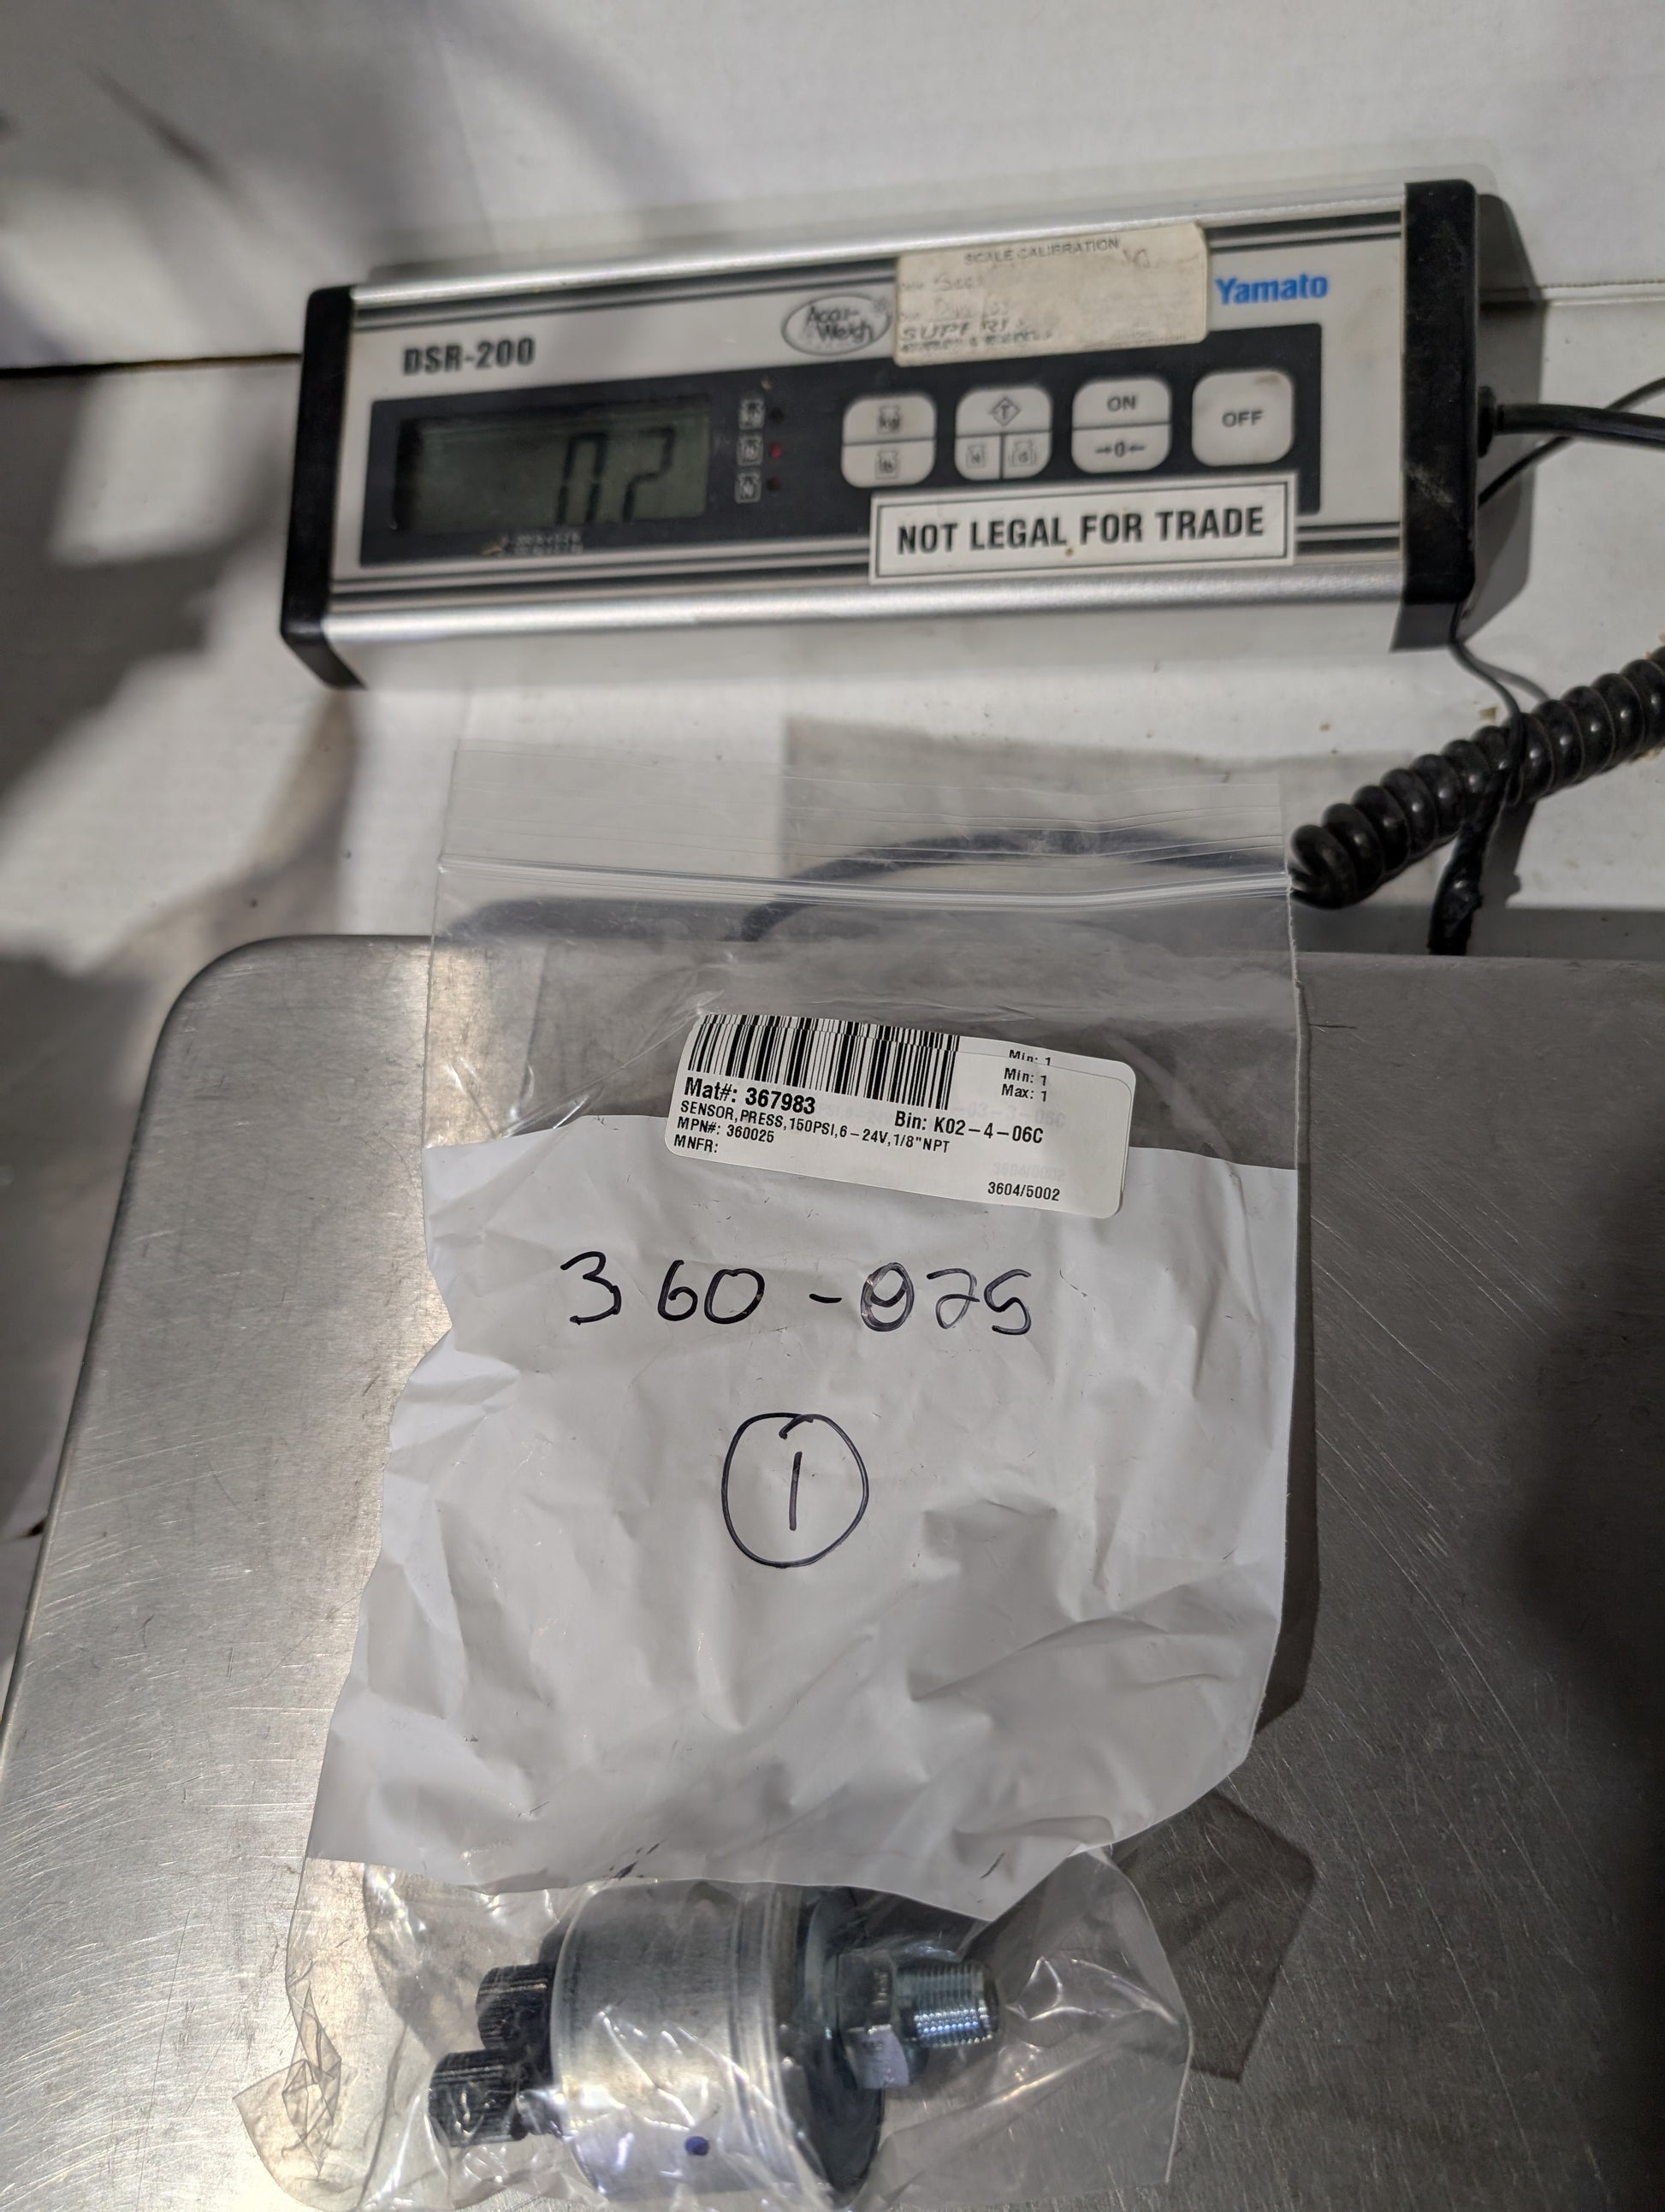 SCALE CALIBRATION
Accu-Weigh
Yamato
DSR-200
0.2
kg
lb
T
ON
→0←
OFF
NOT LEGAL FOR TRADE
Min: 1
Min: 1
Max: 1
Mat#: 367983
Bin: K02-4-06C
SENSOR,PRESS,150PSI,6-24V,1/8"NPT
MPN#: 360025
MNFR:
3604/5002
360-025
1